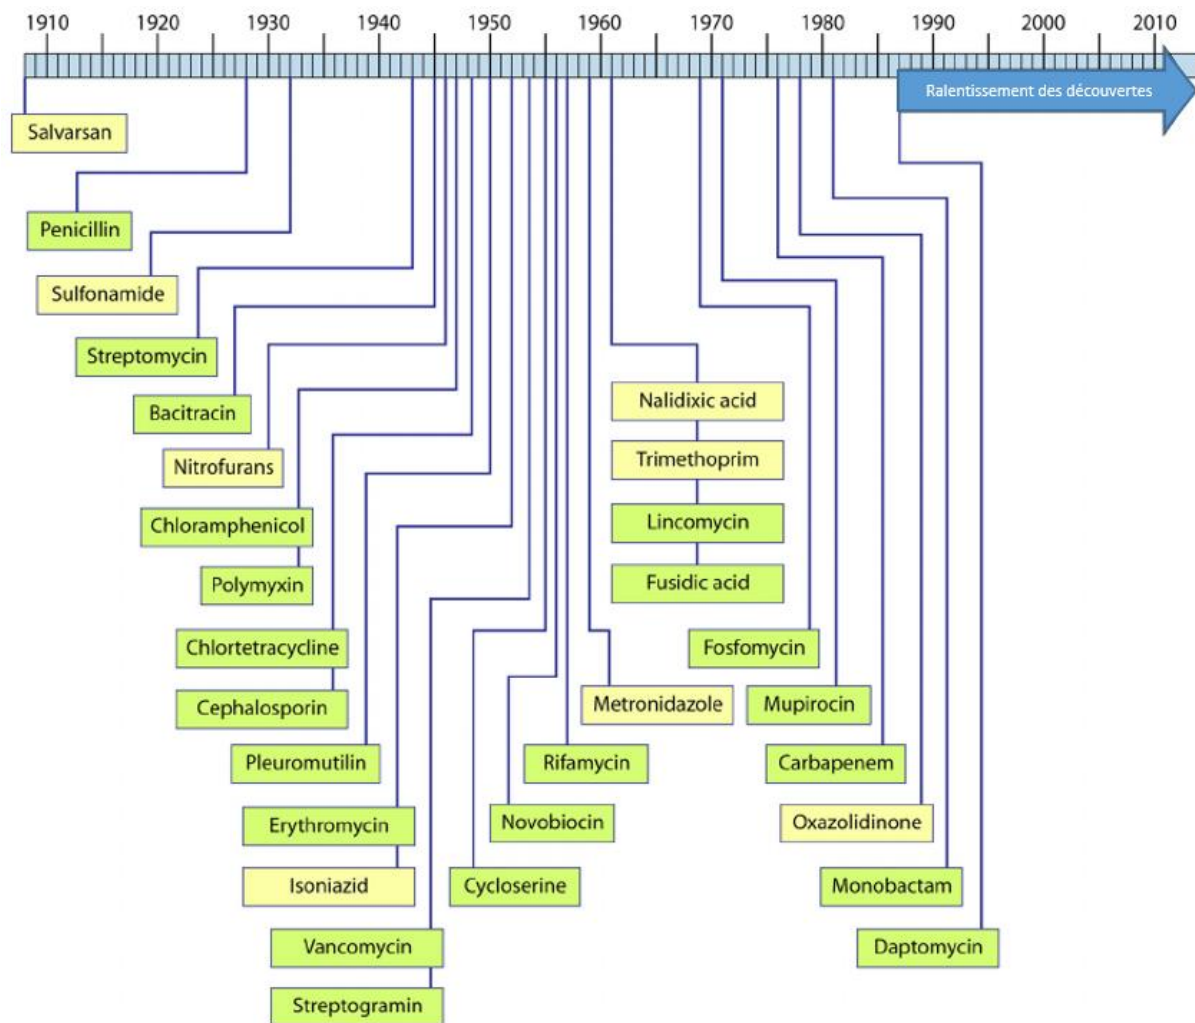 1910 1920 1930 1940 1950 1960 1970 1980 1990 2000 2010
Ralentissement des découvertes
Salvarsan
Penicillin
Sulfonamide
Streptomycin
Bacitracin
Nitrofurans
Chloramphenicol
Polymyxin
Chlortetracycline
Cephalosporin
Pleuromutilin
Erythromycin
Isoniazid
Vancomycin
Streptogramin
Cycloserine
Novobiocin
Rifamycin
Metronidazole
Nalidixic acid
Trimethoprim
Lincomycin
Fusidic acid
Fosfomycin
Mupirocin
Carbapenem
Oxazolidinone
Monobactam
Daptomycin